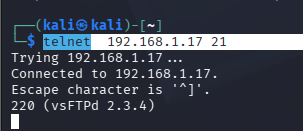 ┌──(kali㉿kali)-[~]
└─$ telnet 192.168.1.17 21
Trying 192.168.1.17...
Connected to 192.168.1.17.
Escape character is '^]'.
220 (vsFTPd 2.3.4)